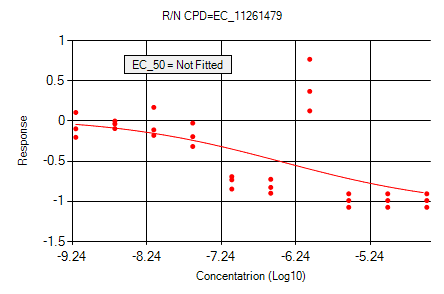 R/N CPD=EC_11261479
1
0.5
0
-0.5
-1
-1.5
EC_50 = Not Fitted
Response
-9.24 -8.24 -7.24 -6.24 -5.24
Concentatrion (Log10)